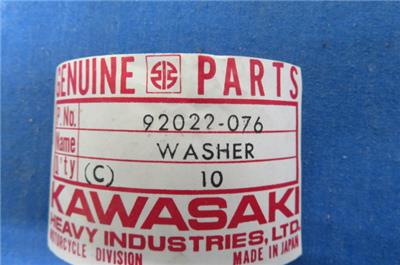 GENUINE PARTS
P.No. 92022-076
Name WASHER
Q'ty (C) 10
KAWASAKI
HEAVY INDUSTRIES, LTD.
MOTORCYCLE DIVISION MADE IN JAPAN